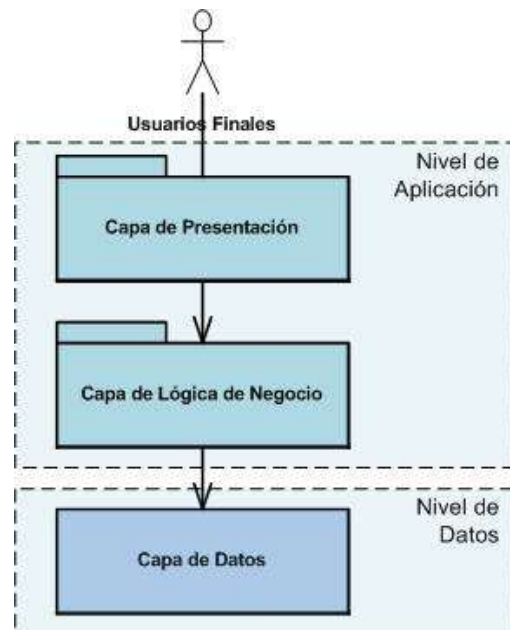 Usuarios Finales
Nivel de
Aplicación
Capa de Presentación
Capa de Lógica de Negocio
Nivel de
Datos
Capa de Datos